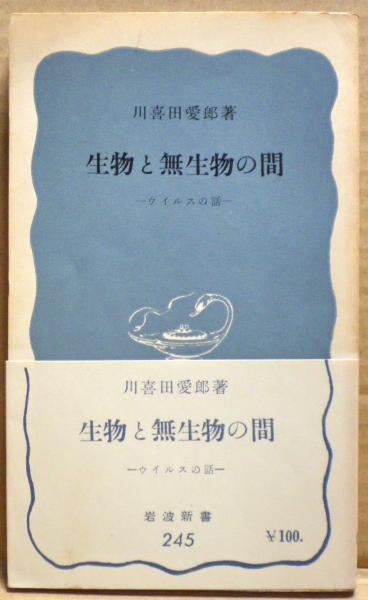 川喜田愛郎著
生物と無生物の間
―ウイルスの話―
川喜田愛郎著
生物と無生物の間
―ウイルスの話―
岩波新書
245 ¥100.